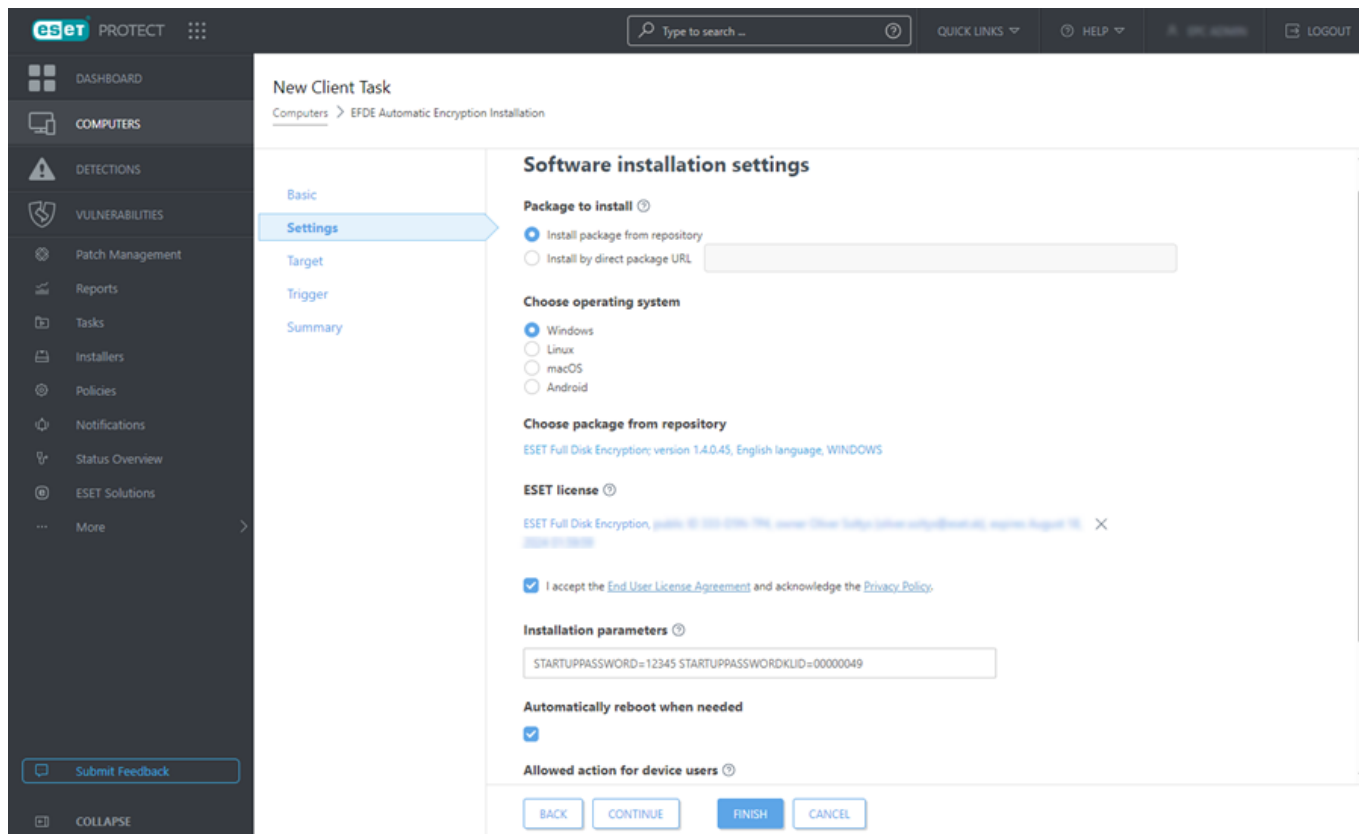 eset PROTECT
Type to search ...
QUICK LINKS
HELP
LOGOUT
DASHBOARD
COMPUTERS
DETECTIONS
VULNERABILITIES
Patch Management
Reports
Tasks
Installers
Policies
Notifications
Status Overview
ESET Solutions
More
Submit Feedback
COLLAPSE
New Client Task
Computers > EFDE Automatic Encryption Installation
Basic
Settings
Target
Trigger
Summary
Software installation settings
Package to install
Install package from repository
Install by direct package URL
Choose operating system
Windows
Linux
macOS
Android
Choose package from repository
ESET Full Disk Encryption; version 1.4.0.45, English language, WINDOWS
ESET license
ESET Full Disk Encryption,
I accept the End User License Agreement and acknowledge the Privacy Policy.
Installation parameters
STARTUPPASSWORD=12345 STARTUPPASSWORDKLID=00000049
Automatically reboot when needed
Allowed action for device users
BACK
CONTINUE
FINISH
CANCEL